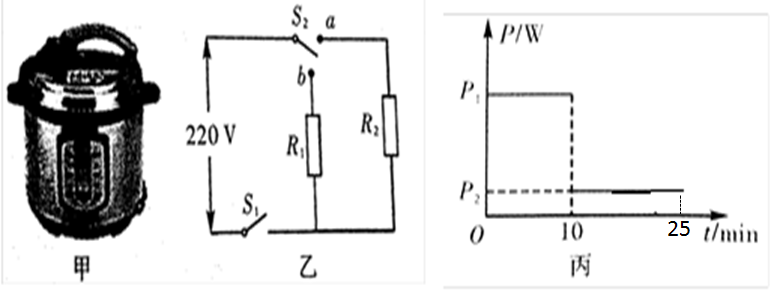 甲
S₂ a
b
220 V
R₁
R₂
S₁
乙
P/W
P₁
P₂
O 10 25 t/min
丙